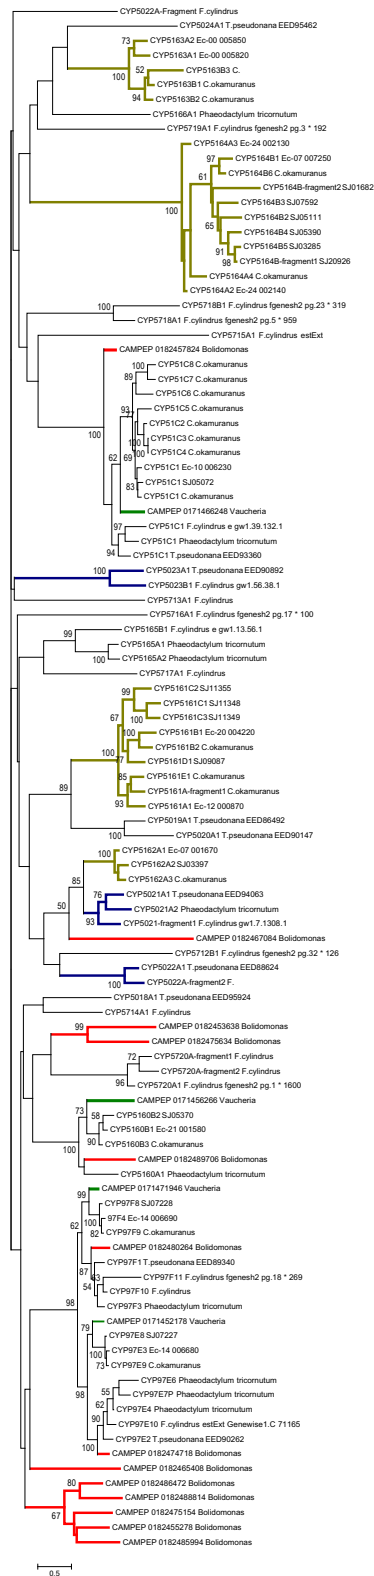 CYP5022A-Fragment F.cylindrus
CYP5024A1 T.pseudonana EED95462
73
CYP5163A2 Ec-00 005850
CYP5163A1 Ec-00 005820
100
52
CYP5163B3 C.
CYP5163B1 C.okamuranus
94
CYP5163B2 C.okamuranus
CYP5166A1 Phaeodactylum tricornutum
CYP5719A1 F.cylindrus fgenesh2 pg.3 * 192
CYP5164A3 Ec-24 002130
97
CYP5164B1 Ec-07 007250
CYP5164B6 C.okamuranus
61
CYP5164B-fragment2 SJ01682
100
CYP5164B3 SJ07592
CYP5164B2 SJ05111
65
CYP5164B4 SJ05390
91
CYP5164B5 SJ03285
98
CYP5164B-fragment1 SJ20926
CYP5164A4 C.okamuranus
CYP5164A2 Ec-24 002140
100
CYP5718B1 F.cylindrus fgenesh2 pg.23 * 319
CYP5718A1 F.cylindrus fgenesh2 pg.5 * 959
CYP5715A1 F.cylindrus estExt
CAMPEP 0182457824 Bolidomonas
100
CYP51C8 C.okamuranus
89
CYP51C7 C.okamuranus
CYP51C6 C.okamuranus
93
CYP51C5 C.okamuranus
77
CYP51C2 C.okamuranus
100
100
CYP51C3 C.okamuranus
CYP51C4 C.okamuranus
100
62
69
CYP51C1 Ec-10 006230
83
CYP51C1 SJ05072
CYP51C1 C.okamuranus
CAMPEP 0171466248 Vaucheria
97
CYP51C1 F.cylindrus e gw1.39.132.1
CYP51C1 Phaeodactylum tricornutum
94
CYP51C1 T.pseudonana EED93360
100
CYP5023A1 T.pseudonana EED90892
CYP5023B1 F.cylindrus gw1.56.38.1
CYP5713A1 F.cylindrus
CYP5716A1 F.cylindrus fgenesh2 pg.17 * 100
99
CYP5165B1 F.cylindrus e gw1.13.56.1
CYP5165A1 Phaeodactylum tricornutum
100
CYP5165A2 Phaeodactylum tricornutum
CYP5717A1 F.cylindrus
99
CYP5161C2 SJ11355
CYP5161C1 SJ11348
67
100
CYP5161C3 SJ11349
100
CYP5161B1 Ec-20 004220
100
CYP5161B2 C.okamuranus
77
CYP5161D1 SJ09087
85
CYP5161E1 C.okamuranus
89
CYP5161A-fragment1 C.okamuranus
93
CYP5161A1 Ec-12 000870
CYP5019A1 T.pseudonana EED86492
CYP5020A1 T.pseudonana EED90147
100
CYP5162A1 Ec-07 001670
CYP5162A2 SJ03397
85
CYP5162A3 C.okamuranus
76
CYP5021A1 T.pseudonana EED94063
50
CYP5021A2 Phaeodactylum tricornutum
93
CYP5021-fragment1 F.cylindrus gw1.7.1308.1
CAMPEP 0182467084 Bolidomonas
CYP5712B1 F.cylindrus fgenesh2 pg.32 * 126
CYP5022A1 T.pseudonana EED88624
100
CYP5022A-fragment2 F.
CYP5018A1 T.pseudonana EED95924
CYP5714A1 F.cylindrus
99
CAMPEP 0182453638 Bolidomonas
CAMPEP 0182475634 Bolidomonas
72
CYP5720A-fragment1 F.cylindrus
CYP5720A-fragment2 F.cylindrus
96
CYP5720A1 F.cylindrus fgenesh2 pg.1 * 1600
CAMPEP 0171456266 Vaucheria
73
58
CYP5160B2 SJ05370
CYP5160B1 Ec-21 001580
90
CYP5160B3 C.okamuranus
100
CAMPEP 0182489706 Bolidomonas
CYP5160A1 Phaeodactylum tricornutum
CAMPEP 0171471946 Vaucheria
99
CYP97F8 SJ07228
100
97F4 Ec-14 006690
62
82
CYP97F9 C.okamuranus
CAMPEP 0182480264 Bolidomonas
CYP97F1 T.pseudonana EED89340
87
CYP97F11 F.cylindrus fgenesh2 pg.18 * 269
54
CYP97F10 F.cylindrus
98
CYP97F3 Phaeodactylum tricornutum
CAMPEP 0171452178 Vaucheria
79
CYP97E8 SJ07227
100
CYP97E3 Ec-14 006680
73
CYP97E9 C.okamuranus
98
CYP97E6 Phaeodactylum tricornutum
55
CYP97E7P Phaeodactylum tricornutum
62
CYP97E4 Phaeodactylum tricornutum
90
CYP97E10 F.cylindrus estExt Genewise1.C 71165
CYP97E2 T.pseudonana EED90262
100
CAMPEP 0182474718 Bolidomonas
CAMPEP 0182465408 Bolidomonas
80
CAMPEP 0182486472 Bolidomonas
CAMPEP 0182488814 Bolidomonas
67
CAMPEP 0182475154 Bolidomonas
CAMPEP 0182455278 Bolidomonas
CAMPEP 0182485994 Bolidomonas
0.5